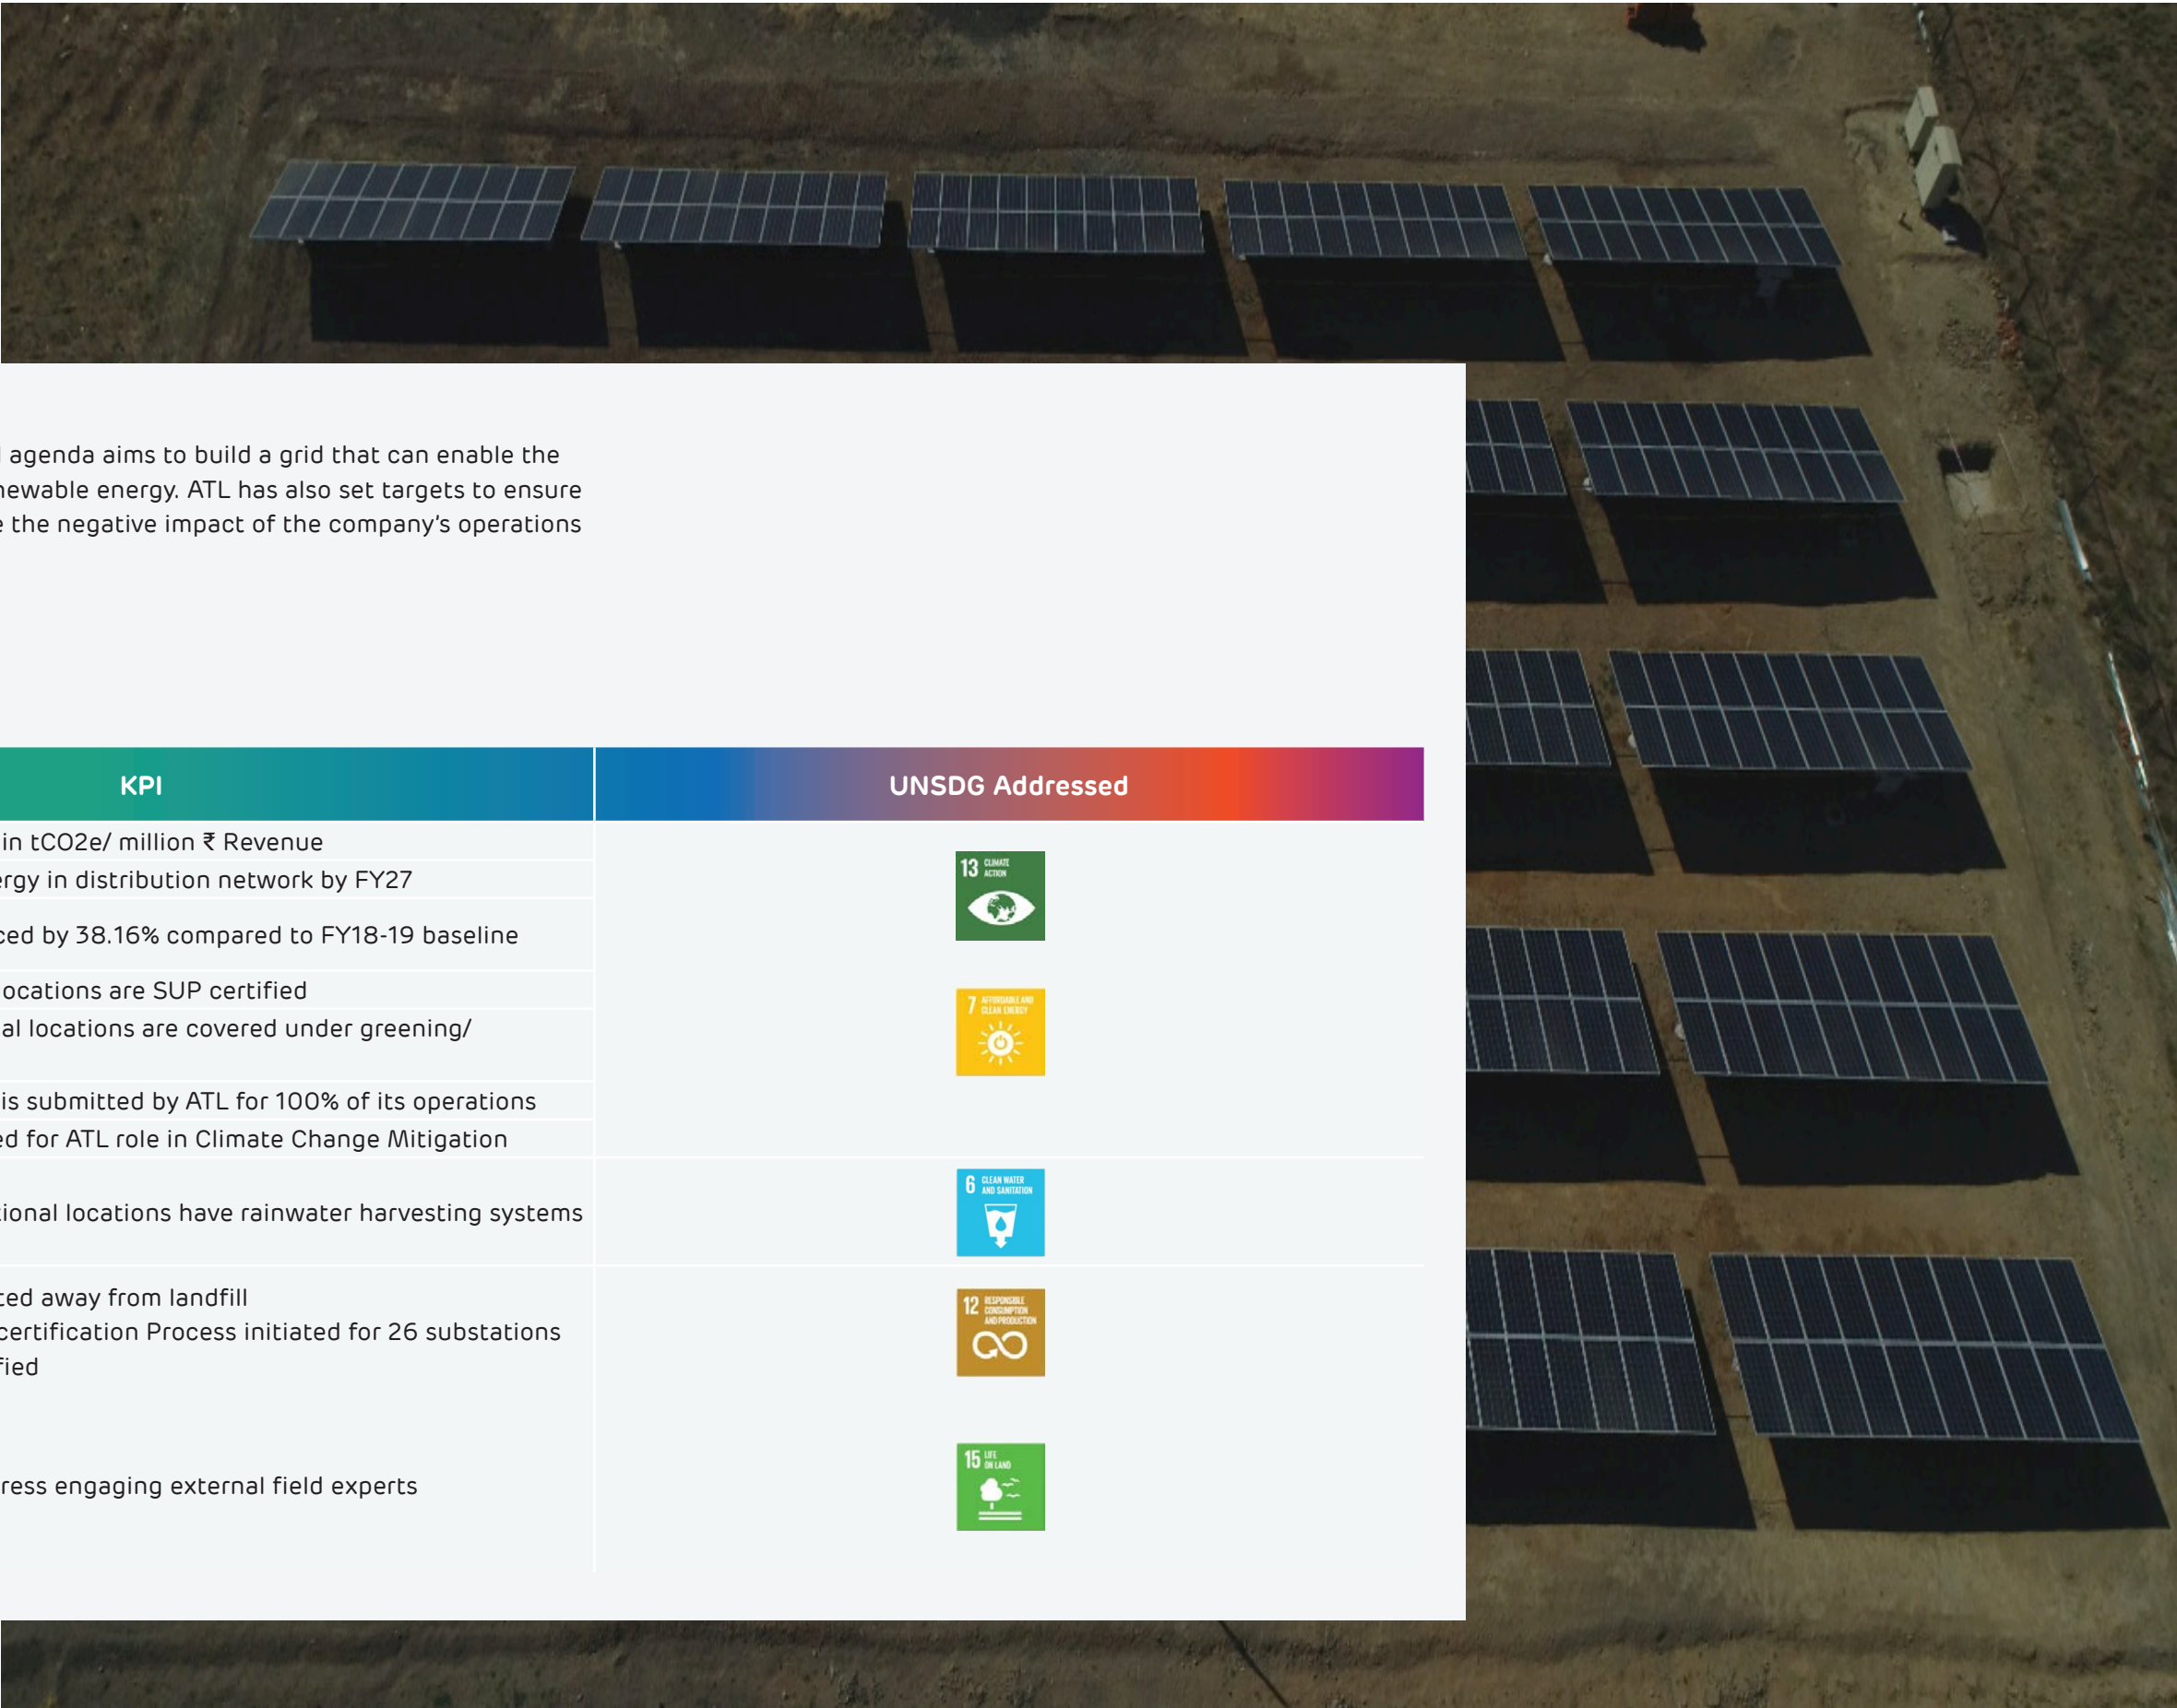 agenda aims to build a grid that can enable the
newable energy. ATL has also set targets to ensure
e the negative impact of the company's operations
KPI
UNSDG Addressed
in tCO2e/ million ₹ Revenue
ergy in distribution network by FY27
ced by 38.16% compared to FY18-19 baseline
ocations are SUP certified
al locations are covered under greening/
is submitted by ATL for 100% of its operations
ed for ATL role in Climate Change Mitigation
tional locations have rainwater harvesting systems
ted away from landfill
certification Process initiated for 26 substations
fied
ress engaging external field experts
13 CLIMATE
ACTION
7 AFFORDABLE AND
CLEAN ENERGY
6 CLEAN WATER
AND SANITATION
12 RESPONSIBLE
CONSUMPTION
AND PRODUCTION
15 LIFE
ON LAND